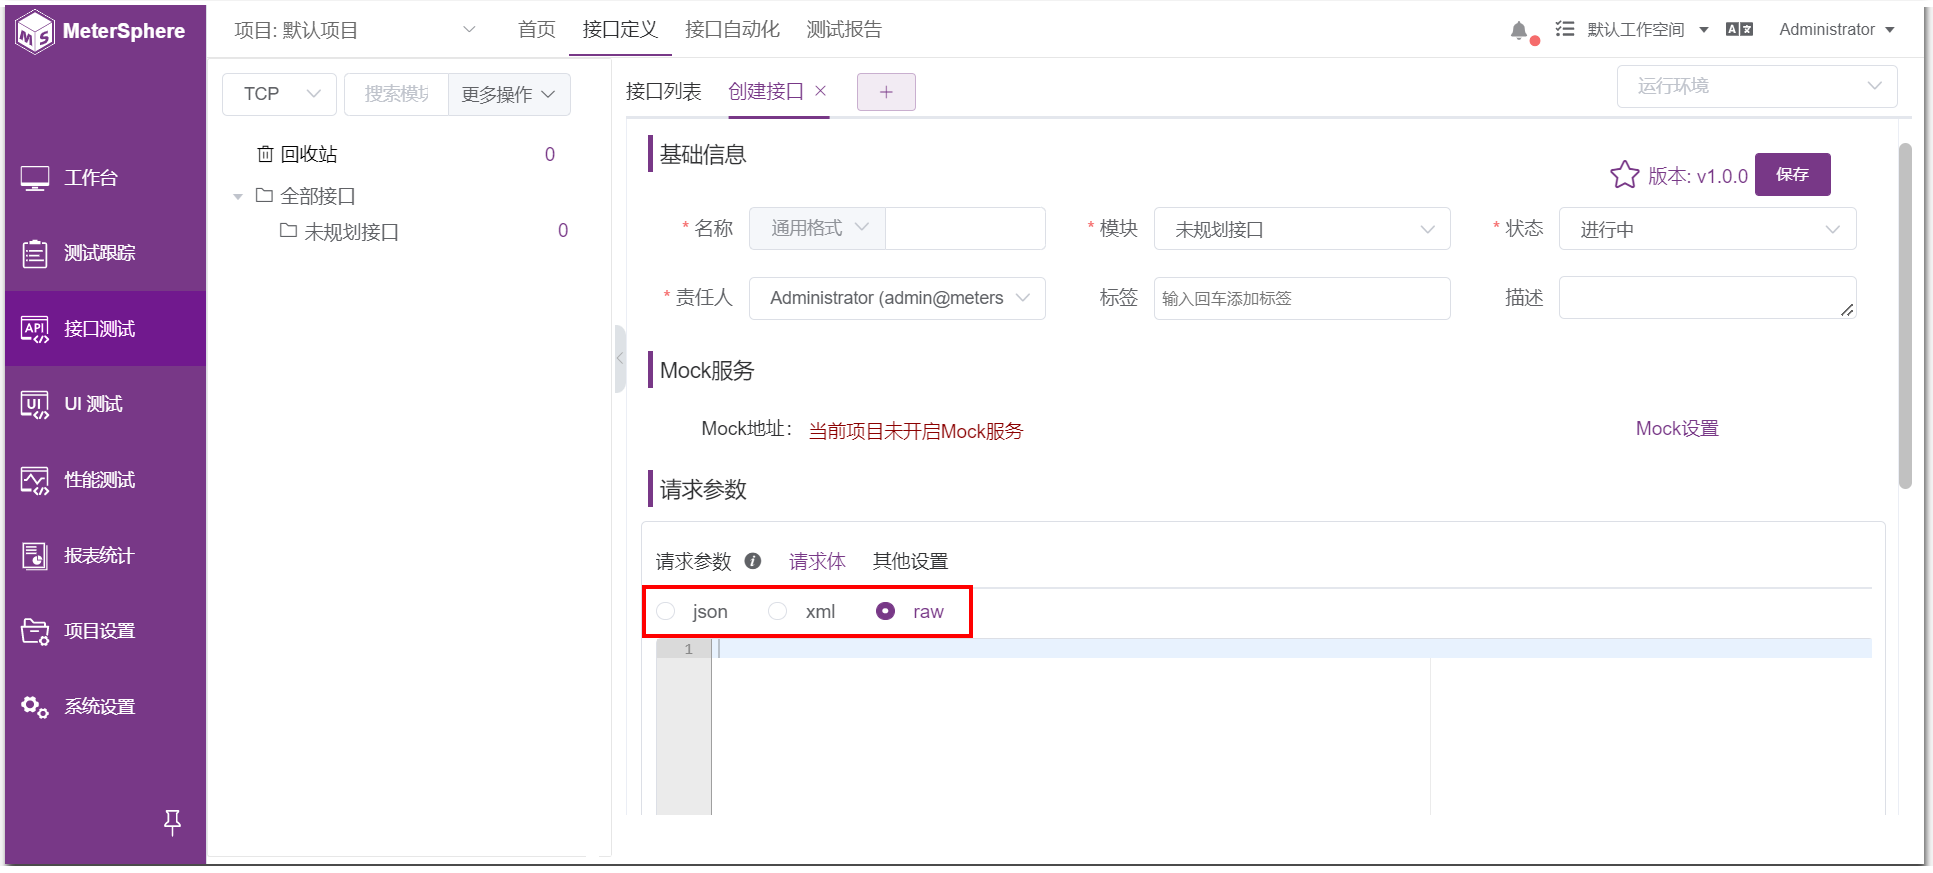 MeterSphere
项目: 默认项目
首页
接口定义
接口自动化
测试报告
默认工作空间
Administrator
工作台
测试跟踪
接口测试
UI 测试
性能测试
报表统计
项目设置
系统设置
TCP
搜索模块
更多操作
回收站 0
全部接口
未规划接口 0
接口列表
创建接口
+
运行环境
基础信息
版本: v1.0.0
保存
* 名称 通用格式
* 模块 未规划接口
* 状态 进行中
* 责任人 Administrator (admin@meters
标签 输入回车添加标签
描述
Mock服务
Mock地址： 当前项目未开启Mock服务
Mock设置
请求参数
请求参数 请求体 其他设置
json xml raw
1